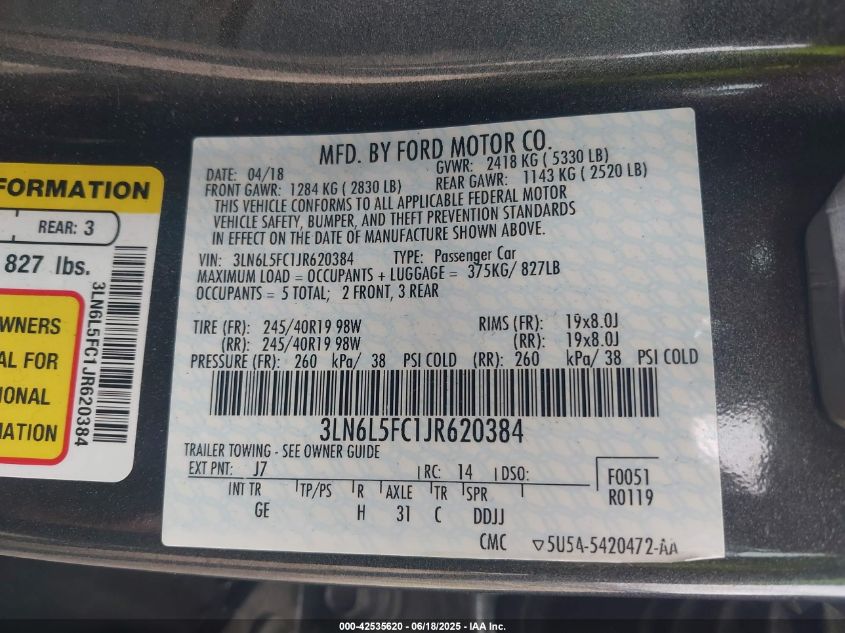 MFD. BY FORD MOTOR CO.
DATE: 04/18 GVWR: 2418 KG ( 5330 LB)
FRONT GAWR: 1284 KG ( 2830 LB) REAR GAWR: 1143 KG ( 2520 LB)
THIS VEHICLE CONFORMS TO ALL APPLICABLE FEDERAL MOTOR
VEHICLE SAFETY, BUMPER, AND THEFT PREVENTION STANDARDS
IN EFFECT ON THE DATE OF MANUFACTURE SHOWN ABOVE.
VIN: 3LN6L5FC1JR620384 TYPE: Passenger Car
MAXIMUM LOAD = OCCUPANTS + LUGGAGE = 375KG/ 827LB
OCCUPANTS = 5 TOTAL; 2 FRONT, 3 REAR
TIRE (FR): 245/40R19 98W RIMS (FR): 19x8.0J
(RR): 245/40R19 98W (RR): 19x8.0J
PRESSURE (FR): 260 kPa/ 38 PSI COLD (RR): 260 kPa/ 38 PSI COLD
3LN6L5FC1JR620384
TRAILER TOWING - SEE OWNER GUIDE
EXT PNT: J7 RC: 14 DSO: F0051
R0119
INT TR TP/PS R AXLE TR SPR
GE H 31 C DDJJ
CMC ▽5U54-5420472-AA
FORMATION
REAR: 3
827 lbs.
WNERS
AL FOR
IONAL
MATION
3LN6L5FC1JR620384
000-42535620 - 06/18/2025 - IAA Inc.